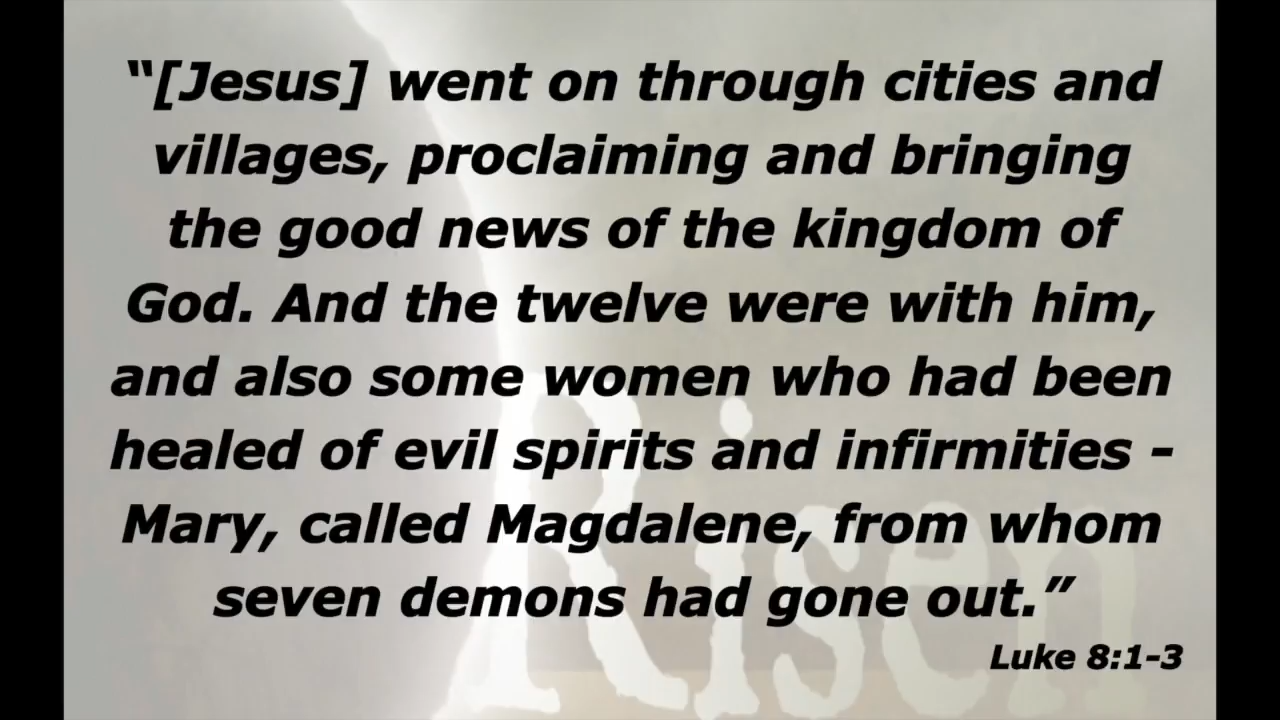 “[Jesus] went on through cities and
villages, proclaiming and bringing
the good news of the kingdom of
God. And the twelve were with him,
and also some women who had been
healed of evil spirits and infirmities -
Mary, called Magdalene, from whom
seven demons had gone out.”
Luke 8:1-3
Risen